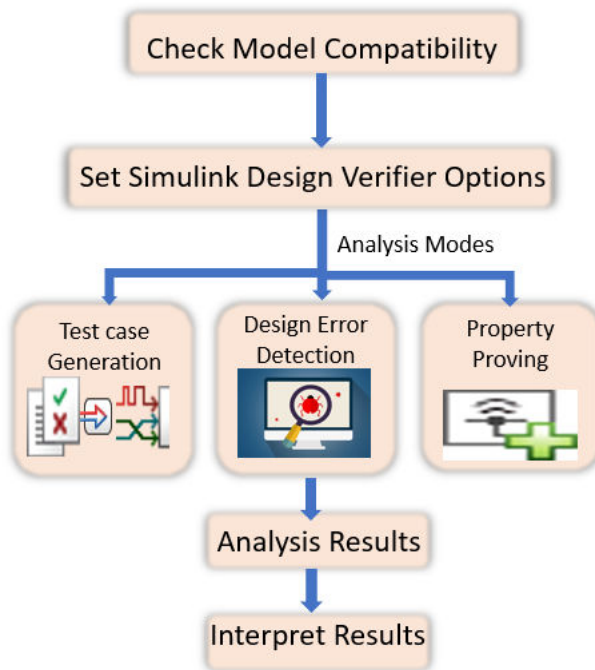 Check Model Compatibility
Set Simulink Design Verifier Options
Analysis Modes
Test case
Generation
Design Error
Detection
Property
Proving
Analysis Results
Interpret Results